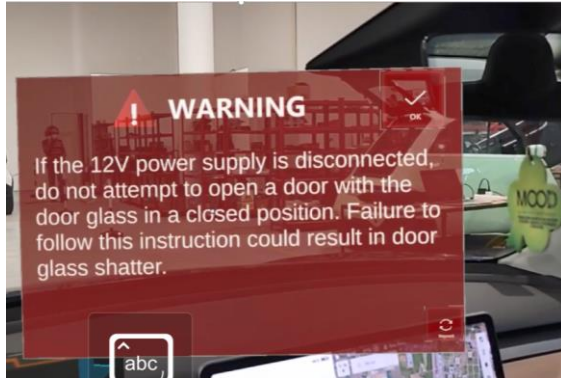 WARNING
OK
If the 12V power supply is disconnected,
do not attempt to open a door with the
door glass in a closed position. Failure to
follow this instruction could result in door
glass shatter.
MOOD
abc